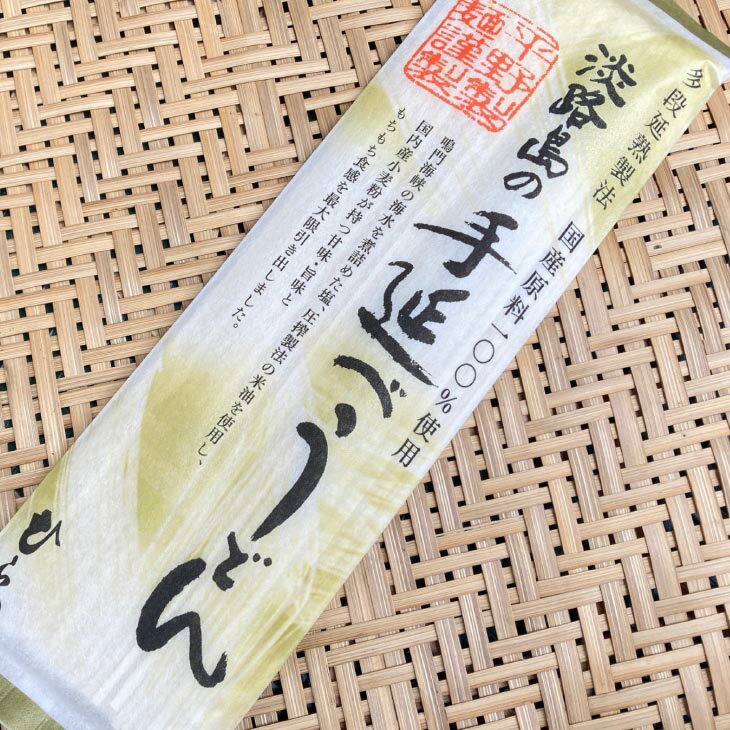 多段延熟製法
国産原料一〇〇%使用
淡路島の
手延べうどん
平野製
麺謹製
鳴門海峡の海水を煮詰めた塩、圧搾製法の米油を使用し、
国内産小麦粉が持つ甘味・旨味と
もちもち食感を最大限引き出しました。
ひら